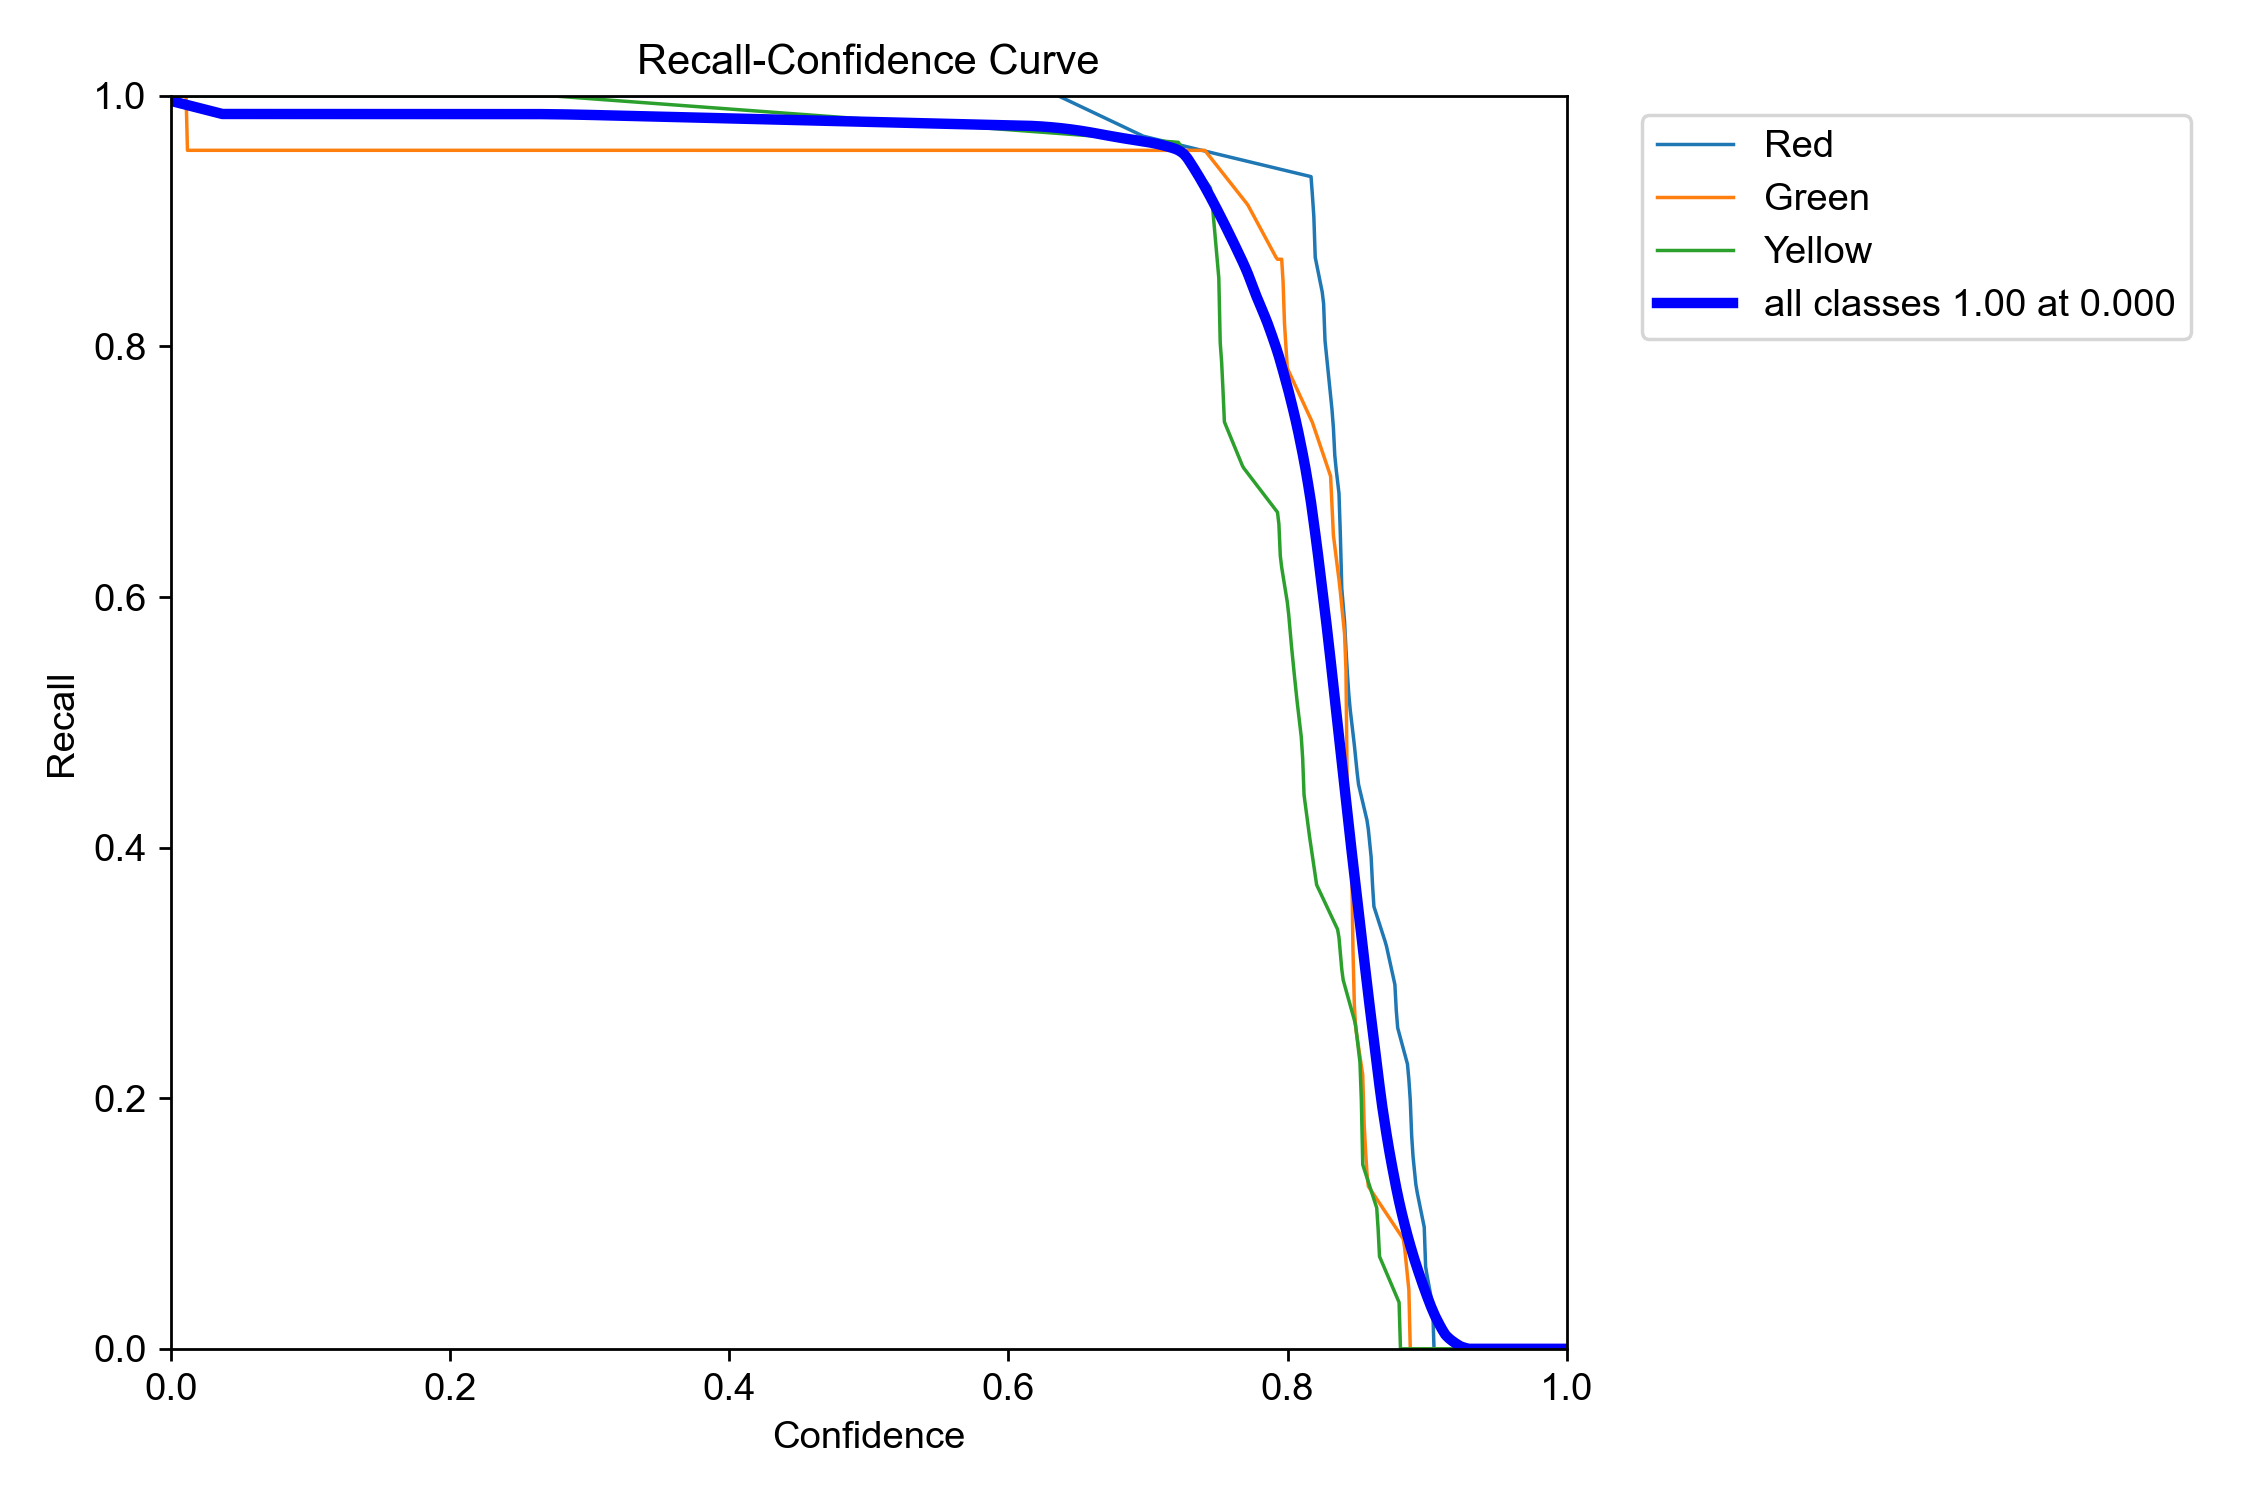 Recall-Confidence Curve
1.0
0.8
0.6
0.4
0.2
0.0
Recall
0.0 0.2 0.4 0.6 0.8 1.0
Confidence
Red
Green
Yellow
all classes 1.00 at 0.000